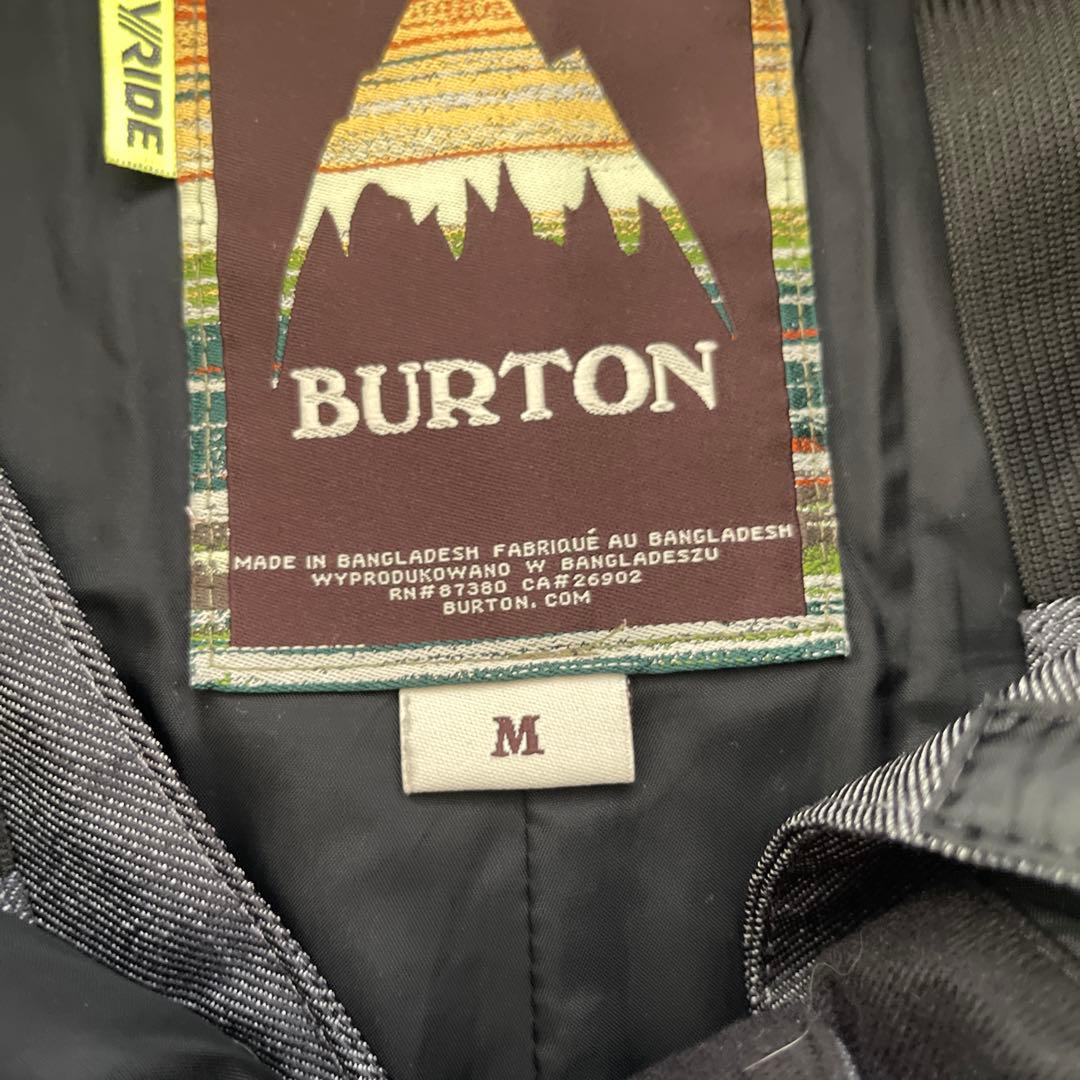 RIDE
BURTON
MADE IN BANGLADESH FABRIQUÉ AU BANGLADESH
WYPRODUKOWANO W BANGLADESZU
RN#87380 CA#26902
BURTON.COM
M